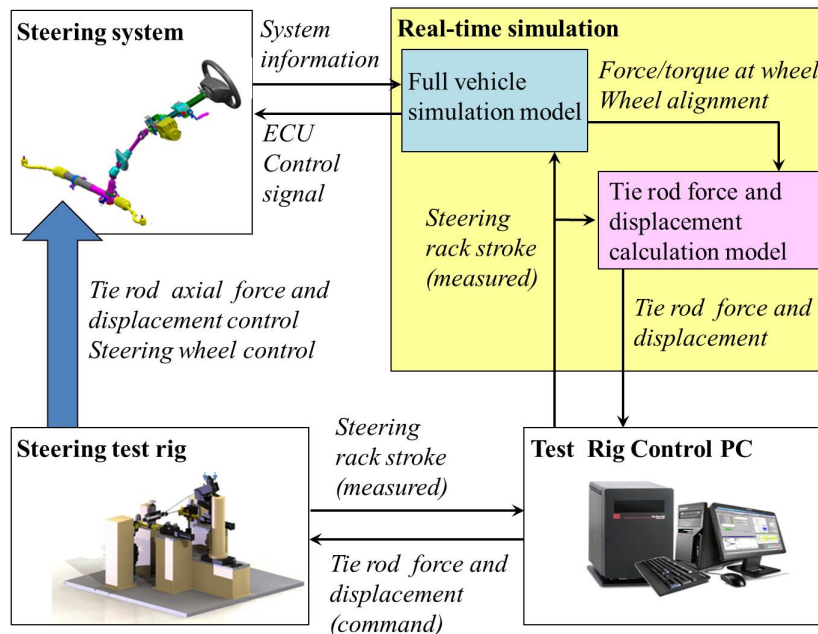 Steering system
System
information
ECU
Control
signal
Real-time simulation
Full vehicle
simulation model
Force/torque at wheel
Wheel alignment
Steering
rack stroke
(measured)
Tie rod force and
displacement
calculation model
Tie rod force and
displacement
Tie rod axial force and
displacement control
Steering wheel control
Steering test rig
Steering
rack stroke
(measured)
Tie rod force and
displacement
(command)
Test Rig Control PC